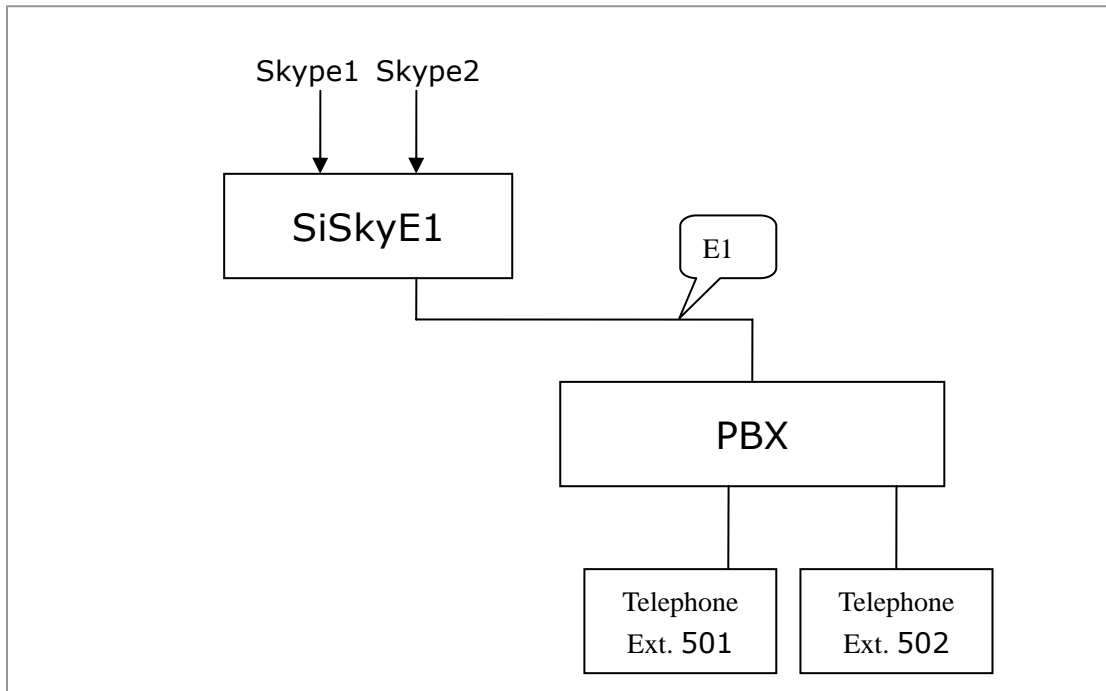 Skype1 Skype2
SiSkyE1
E1
PBX
Telephone
Ext. 501
Telephone
Ext. 502